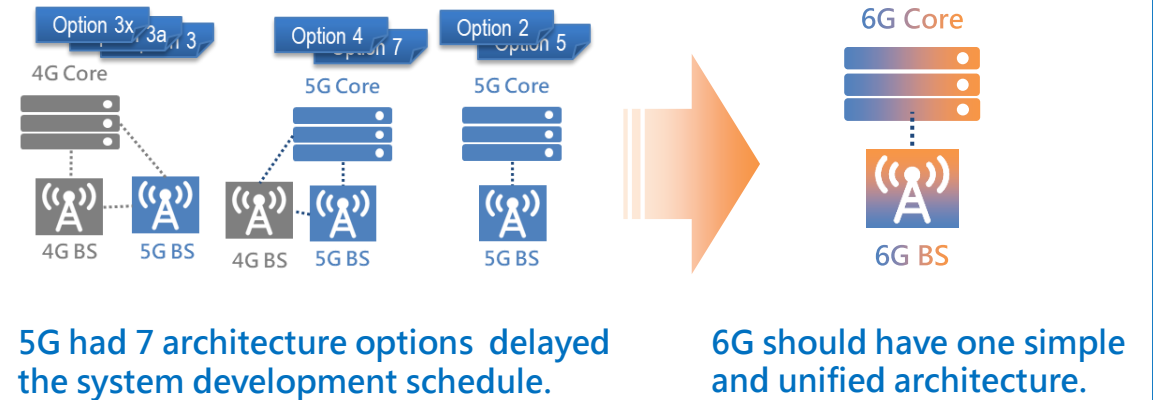 Option 3x
3a
3
Option 4
7
Option 2
Option 5
4G Core
5G Core
5G Core
4G BS
5G BS
4G BS
5G BS
5G BS
6G Core
6G BS
5G had 7 architecture options delayed
the system development schedule.
6G should have one simple
and unified architecture.